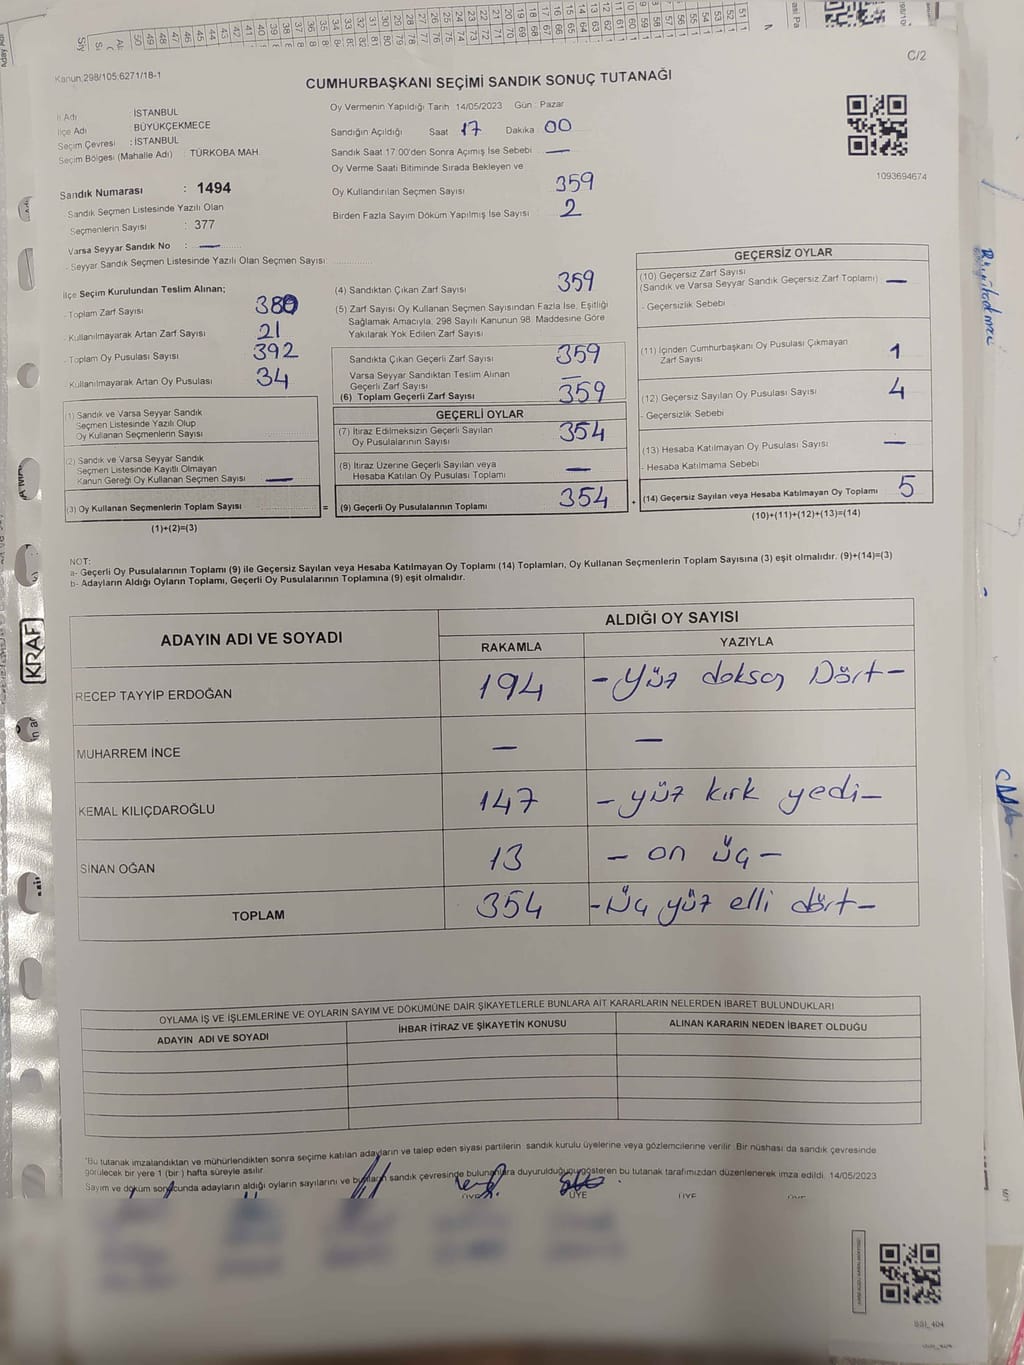 C/2
Kanun:298/105;6271/18-1
CUMHURBAŞKANI SEÇİMİ SANDIK SONUÇ TUTANAĞI
İl Adı İSTANBUL
İlçe Adı BÜYÜKÇEKMECE
Seçim Çevresi : İSTANBUL
Seçim Bölgesi (Mahalle Adı) : TÜRKOBA MAH.
Oy Vermenin Yapıldığı Tarih 14/05/2023 Gün : Pazar
Sandığın Açıldığı Saat 17 Dakika : 00
Sandık Saat 17:00'den Sonra Açımış İse Sebebi —
Oy Verme Saati Bitiminde Sırada Bekleyen ve
Oy Kullandırılan Seçmen Sayısı 359
Birden Fazla Sayım Döküm Yapılmış İse Sayısı 2
1093694674
Sandık Numarası : 1494
Sandık Seçmen Listesinde Yazılı Olan
Seçmenlerin Sayısı : 377
Varsa Seyyar Sandık No : —
- Seyyar Sandık Seçmen Listesinde Yazılı Olan Seçmen Sayısı:
İlçe Seçim Kurulundan Teslim Alınan;
- Toplam Zarf Sayısı 380
- Kullanılmayarak Artan Zarf Sayısı 21
- Toplam Oy Pusulası Sayısı 392
- Kullanılmayarak Artan Oy Pusulası 34
(1) Sandık ve Varsa Seyyar Sandık
Seçmen Listesinde Yazılı Olup
Oy Kullanan Seçmenlerin Sayısı
(2) Sandık ve Varsa Seyyar Sandık
Seçmen Listesinde Kayıtlı Olmayan
Kanun Gereği Oy Kullanan Seçmen Sayısı —
(3) Oy Kullanan Seçmenlerin Toplam Sayısı =
(1)+(2)=(3)
(4) Sandıktan Çıkan Zarf Sayısı 359
(5) Zarf Sayısı Oy Kullanan Seçmen Sayısından Fazla İse, Eşitliği
Sağlamak Amacıyla; 298 Sayılı Kanunun 98. Maddesine Göre
Yakılarak Yok Edilen Zarf Sayısı
Sandıkta Çıkan Geçerli Zarf Sayısı 359
Varsa Seyyar Sandıktan Teslim Alınan
Geçerli Zarf Sayısı —
(6) Toplam Geçerli Zarf Sayısı 359
GEÇERLİ OYLAR
(7) İtiraz Edilmeksizin Geçerli Sayılan
Oy Pusulalarının Sayısı 354
(8) İtiraz Üzerine Geçerli Sayılan veya
Hesaba Katılan Oy Pusulası Toplamı —
(9) Geçerli Oy Pusulalarının Toplamı 354 +
GEÇERSİZ OYLAR
(10) Geçersiz Zarf Sayısı
(Sandık ve Varsa Seyyar Sandık Geçersiz Zarf Toplamı) —
- Geçersizlik Sebebi
(11) İçinden Cumhurbaşkanı Oy Pusulası Çıkmayan
Zarf Sayısı 1
(12) Geçersiz Sayılan Oy Pusulası Sayısı 4
- Geçersizlik Sebebi
(13) Hesaba Katılmayan Oy Pusulası Sayısı —
- Hesaba Katılmama Sebebi
(14) Geçersiz Sayılan veya Hesaba Katılmayan Oy Toplamı 5
(10)+(11)+(12)+(13)=(14)
NOT:
a- Geçerli Oy Pusulalarının Toplamı (9) ile Geçersiz Sayılan veya Hesaba Katılmayan Oy Toplamı (14) Toplamları, Oy Kullanan Seçmenlerin Toplam Sayısına (3) eşit olmalıdır. (9)+(14)=(3)
b- Adayların Aldığı Oyların Toplamı, Geçerli Oy Pusulalarının Toplamına (9) eşit olmalıdır.
ADAYIN ADI VE SOYADI ALDIĞI OY SAYISI
RAKAMLA YAZIYLA
RECEP TAYYİP ERDOĞAN 194 - yüz doksan Dört -
MUHARREM İNCE — —
KEMAL KILIÇDAROĞLU 147 - yüz kırk yedi -
SİNAN OĞAN 13 - on üç -
TOPLAM 354 - Üç yüz elli dört -
OYLAMA İŞ VE İŞLEMLERİNE VE OYLARIN SAYIM VE DÖKÜMÜNE DAİR ŞİKAYETLERLE BUNLARA AİT KARARLARIN NELERDEN İBARET BULUNDUKLARI
ADAYIN ADI VE SOYADI İHBAR İTİRAZ VE ŞİKAYETİN KONUSU ALINAN KARARIN NEDEN İBARET OLDUĞU
*Bu tutanak imzalandıktan ve mühürlendikten sonra seçime katılan adayların ve talep eden siyasi partilerin sandık kurulu üyelerine veya gözlemcilerine verilir. Bir nüshası da sandık çevresinde
görülecek bir yere 1 (bir ) hafta süreyle asılır.
Sayım ve döküm sonucunda adayların aldığı oyların sayılarını ve sandık çevresinde bulunanlara duyurulduğunu gösteren bu tutanak tarafımızdan düzenlenerek imza edildi. 14/05/2023
ÜYE
KRAF